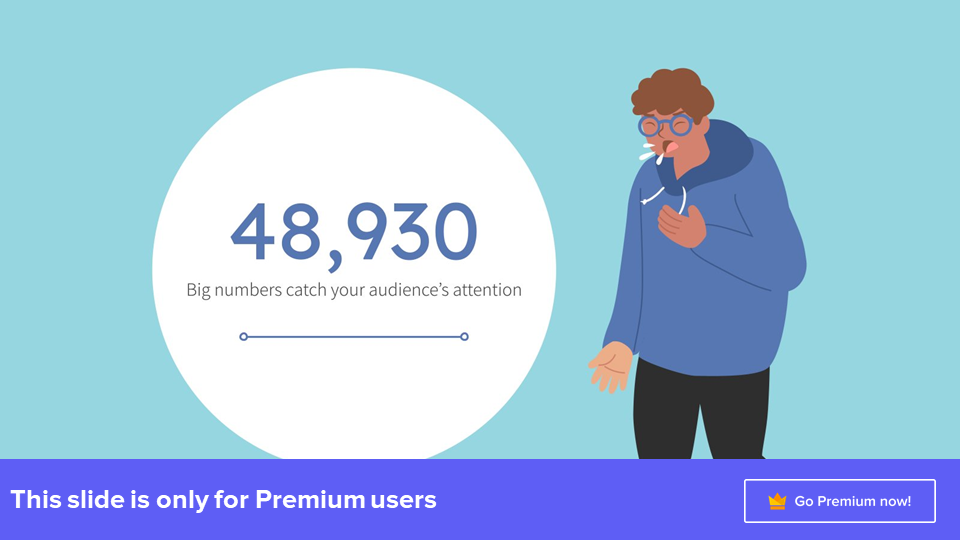 48,930
Big numbers catch your audience’s attention
This slide is only for Premium users
Go Premium now!